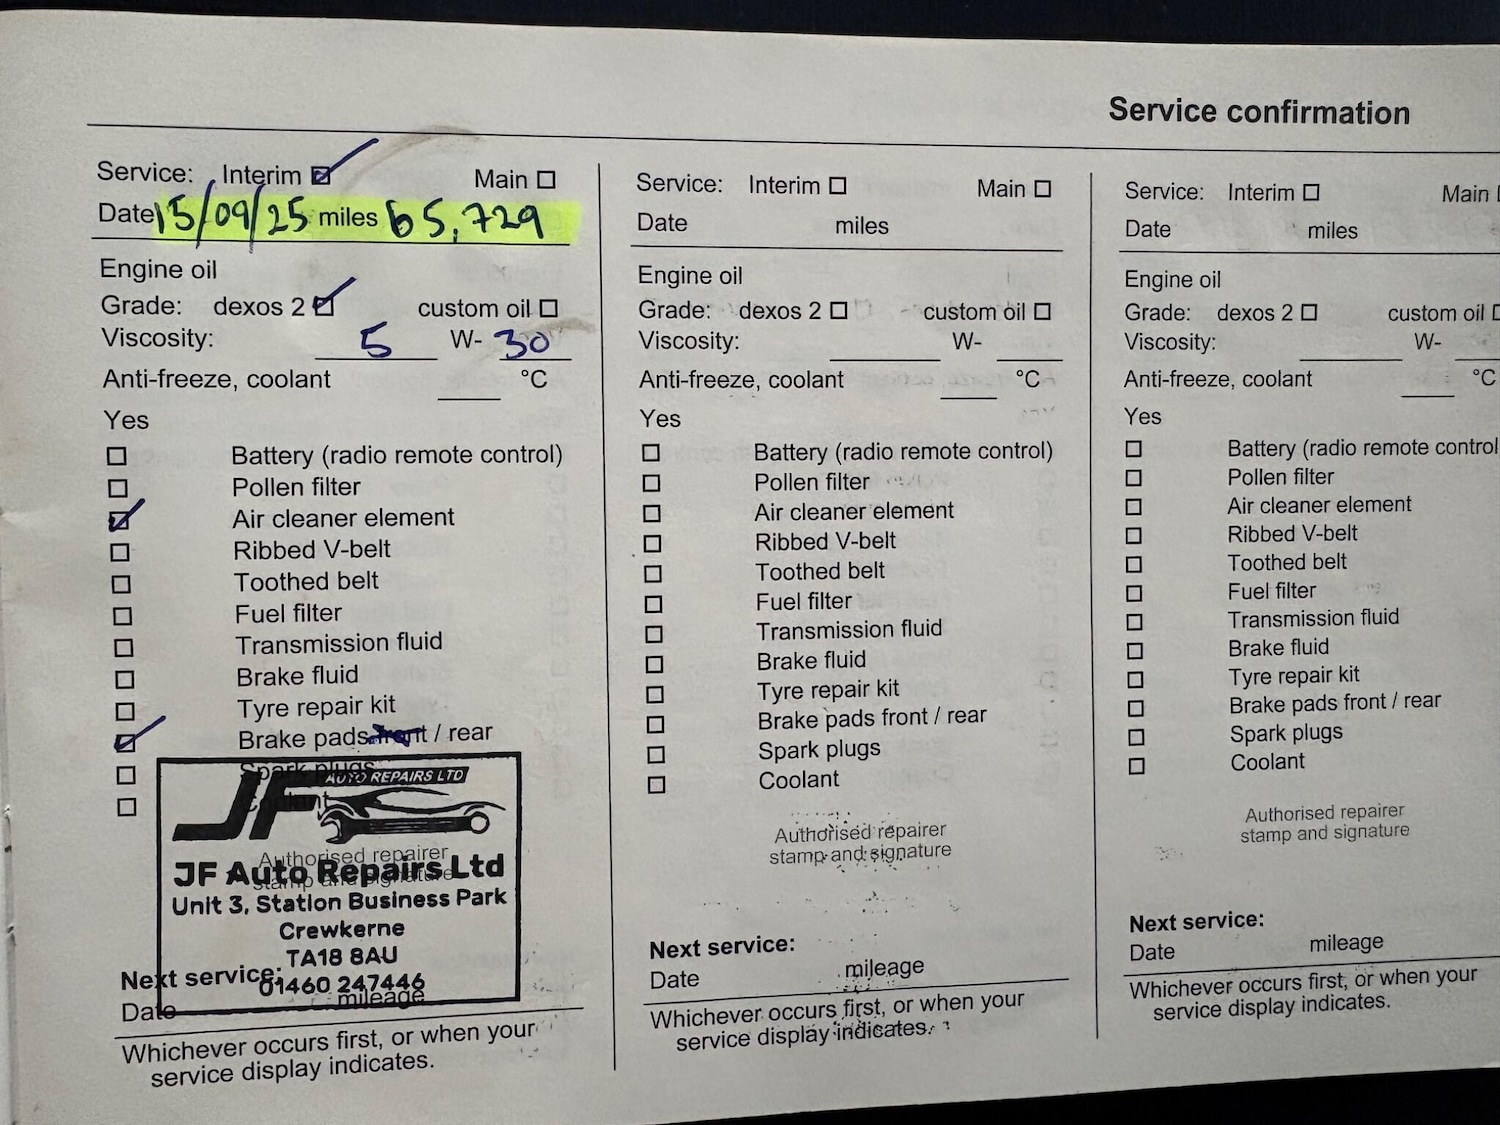 Service confirmation
Service: Interim Main
Date 15/09/25 miles 65,729
Engine oil
Grade: dexos 2 custom oil
Viscosity: 5 W- 30
Anti-freeze, coolant °C
Yes
Battery (radio remote control)
Pollen filter
Air cleaner element
Ribbed V-belt
Toothed belt
Fuel filter
Transmission fluid
Brake fluid
Tyre repair kit
Brake pads front / rear
Spark plugs
Coolant
AUTO REPAIRS LTD
JF
Authorised repairer
stamp and signature
JF Auto Repairs Ltd
Unit 3, Station Business Park
Crewkerne
TA18 8AU
01460 247446
Next service:
Date mileage
Whichever occurs first, or when your
service display indicates.
Service: Interim Main
Date miles
Engine oil
Grade: dexos 2 custom oil
Viscosity: W-
Anti-freeze, coolant °C
Yes
Battery (radio remote control)
Pollen filter
Air cleaner element
Ribbed V-belt
Toothed belt
Fuel filter
Transmission fluid
Brake fluid
Tyre repair kit
Brake pads front / rear
Spark plugs
Coolant
Authorised repairer
stamp and signature
Next service:
Date mileage
Whichever occurs first, or when your
service display indicates.
Service: Interim Main
Date miles
Engine oil
Grade: dexos 2 custom oil
Viscosity: W-
Anti-freeze, coolant °C
Yes
Battery (radio remote control
Pollen filter
Air cleaner element
Ribbed V-belt
Toothed belt
Fuel filter
Transmission fluid
Brake fluid
Tyre repair kit
Brake pads front / rear
Spark plugs
Coolant
Authorised repairer
stamp and signature
Next service:
Date mileage
Whichever occurs first, or when your
service display indicates.